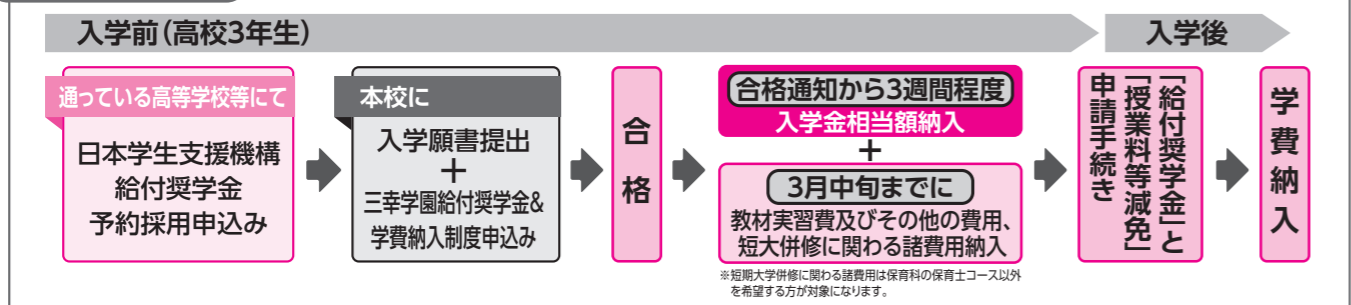 入学前(高校3年生)
入学後
通っている高等学校等にて
日本学生支援機構
給付奨学金
予約採用申込み
本校に
入学願書提出
＋
三幸学園給付奨学金&
学費納入制度申込み
合格
合格通知から3週間程度
入学金相当額納入
＋
3月中旬までに
教材実習費及びその他の費用、
短大併修に関わる諸費用納入
※短期大学併修に関わる諸費用は保育科の保育士コース以外
を希望する方が対象になります。
「給付奨学金」と
「授業料等減免」
申請手続き
学費納入